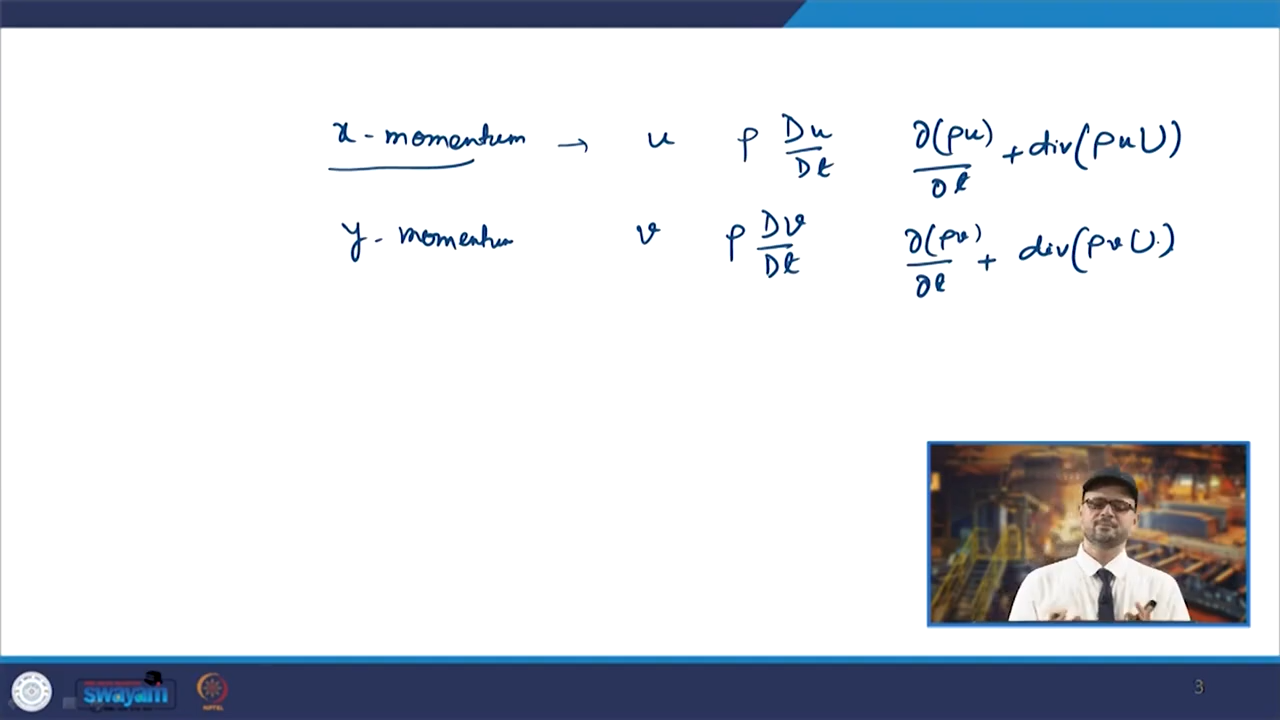 x - momentum → u ρ Du/Dt ∂(ρu)/∂t + div(ρuU)
y - momentum v ρ Dv/Dt ∂(ρv)/∂t + div(ρvU)
3
swayam